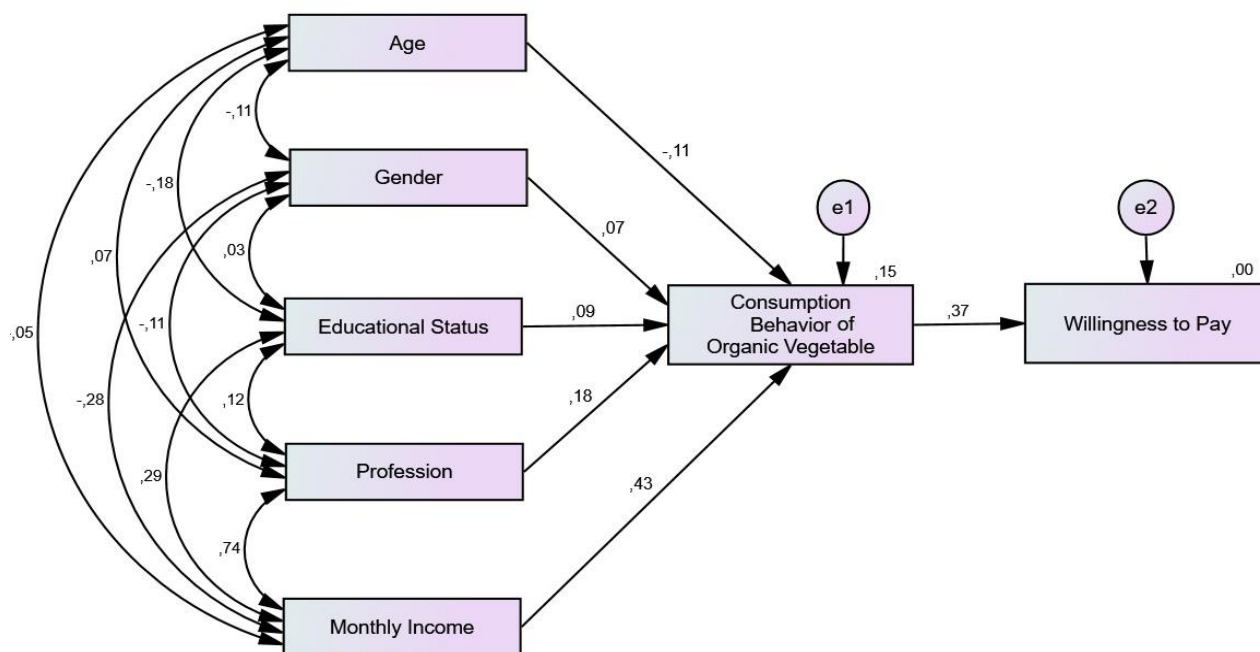 Age
-,11
-,11
Gender
-,18
,07
e1
e2
,03
,07
,15
,00
Consumption
Behavior of
Organic Vegetable
,37
Willingness to Pay
Educational Status
,09
-,11
,05
-,28
,12
,18
Profession
,29
,43
,74
Monthly Income